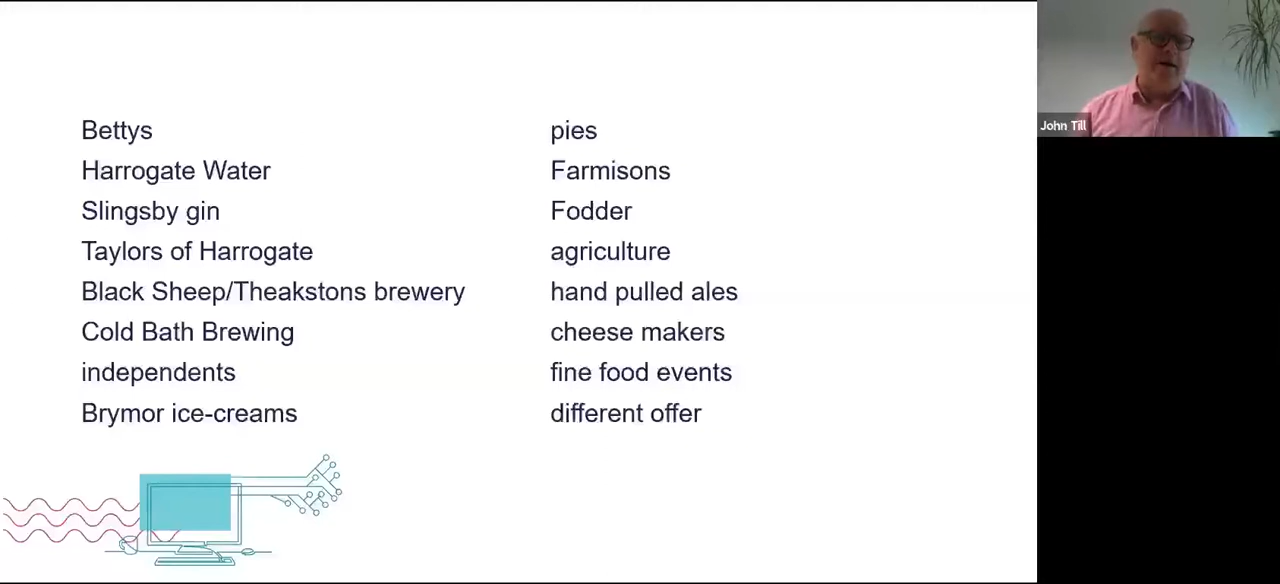 Bettys
Harrogate Water
Slingsby gin
Taylors of Harrogate
Black Sheep/Theakstons brewery
Cold Bath Brewing
independents
Brymor ice-creams
pies
Farmisons
Fodder
agriculture
hand pulled ales
cheese makers
fine food events
different offer
John Till